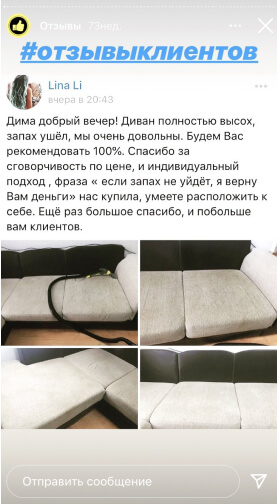 Отзывы 73нед.
#отзывыклиентов
Lina Li
вчера в 20:43
Дима добрый вечер! Диван полностью высох,
запах ушёл, мы очень довольны. Будем Вас
рекомендовать 100%. Спасибо за
сговорчивость по цене, и индивидуальный
подход , фраза « если запах не уйдёт, я верну
Вам деньги» нас купила, умеете расположить к
себе. Ещё раз большое спасибо, и побольше
вам клиентов.
Отправить сообщение